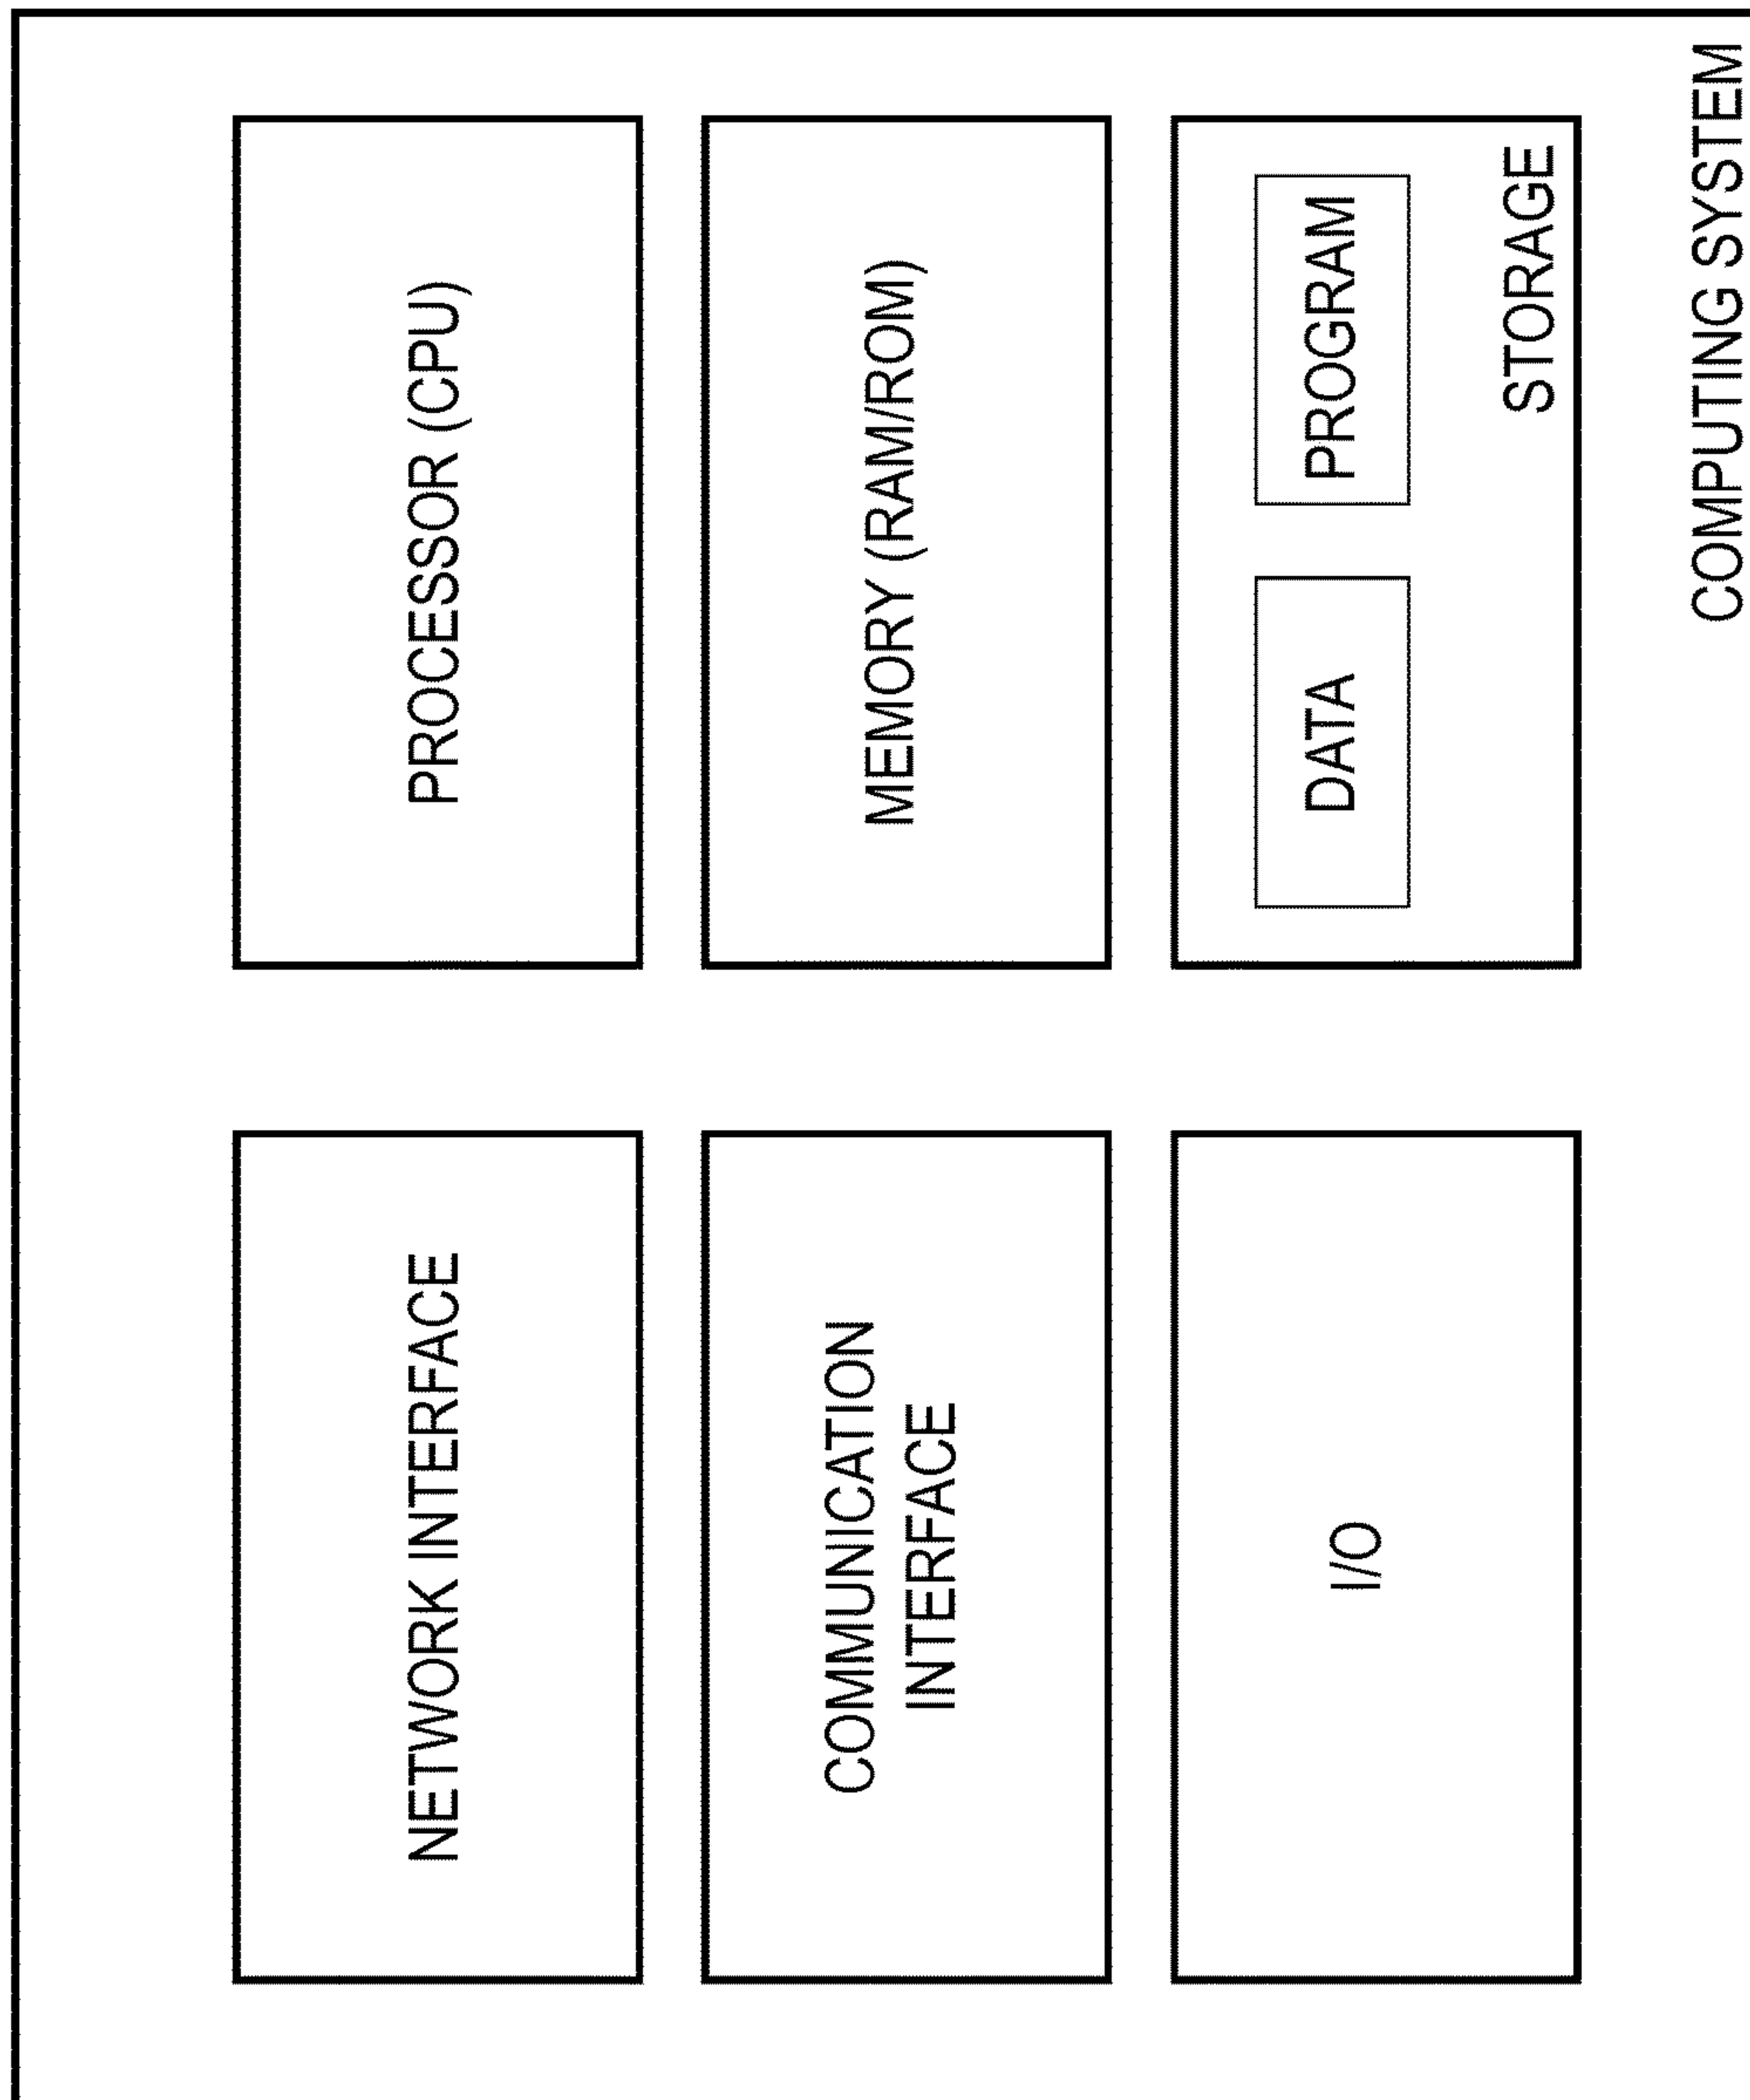 NETWORK INTERFACE
PROCESSOR (CPU)
COMMUNICATION
INTERFACE
MEMORY (RAM/ROM)
I/O
DATA
PROGRAM
STORAGE
COMPUTING SYSTEM